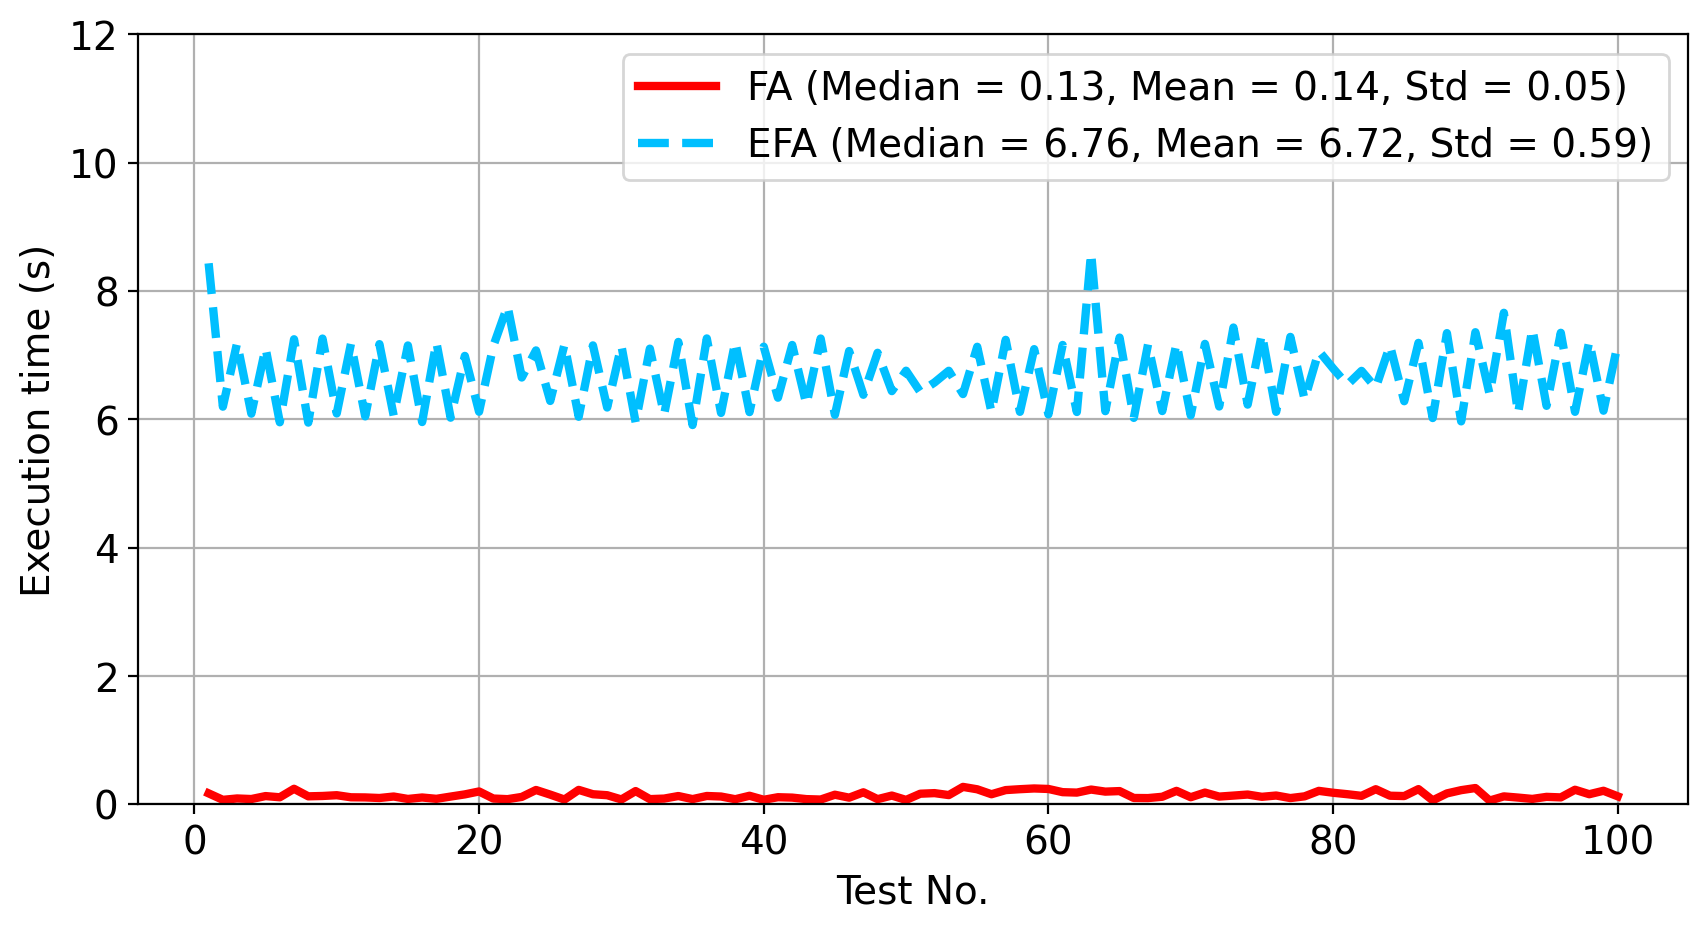 FA (Median = 0.13, Mean = 0.14, Std = 0.05)
EFA (Median = 6.76, Mean = 6.72, Std = 0.59)
Execution time (s)
12
10
8
6
4
2
0
0 20 40 60 80 100
Test No.